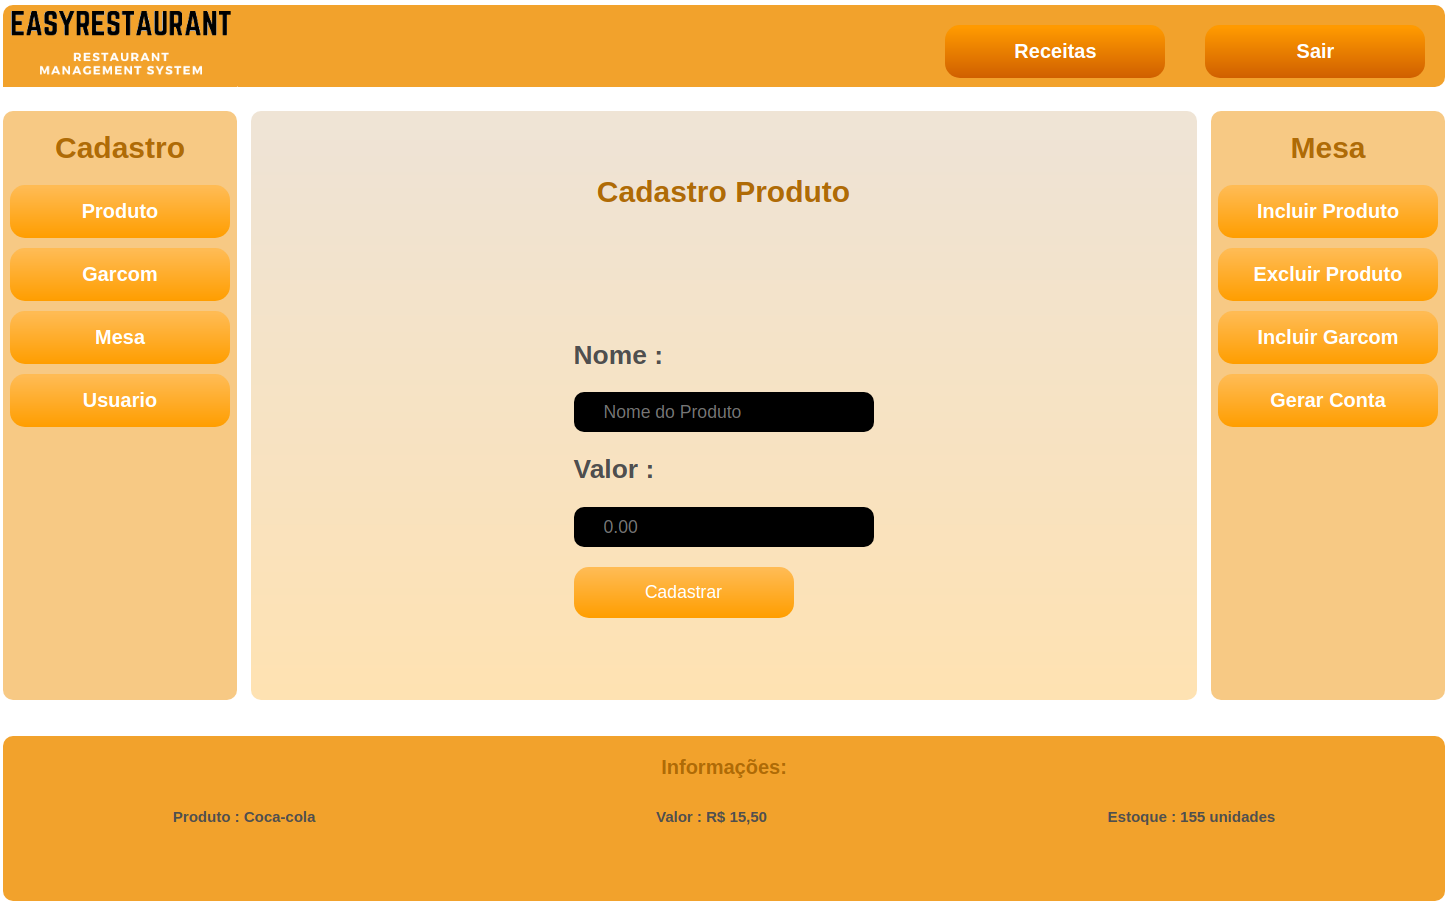 EASYRESTAURANT
RESTAURANT
MANAGEMENT SYSTEM
Receitas
Sair
Cadastro
Produto
Garcom
Mesa
Usuario
Cadastro Produto
Nome :
Nome do Produto
Valor :
0.00
Cadastrar
Mesa
Incluir Produto
Excluir Produto
Incluir Garcom
Gerar Conta
Informações:
Produto : Coca-cola
Valor : R$ 15,50
Estoque : 155 unidades